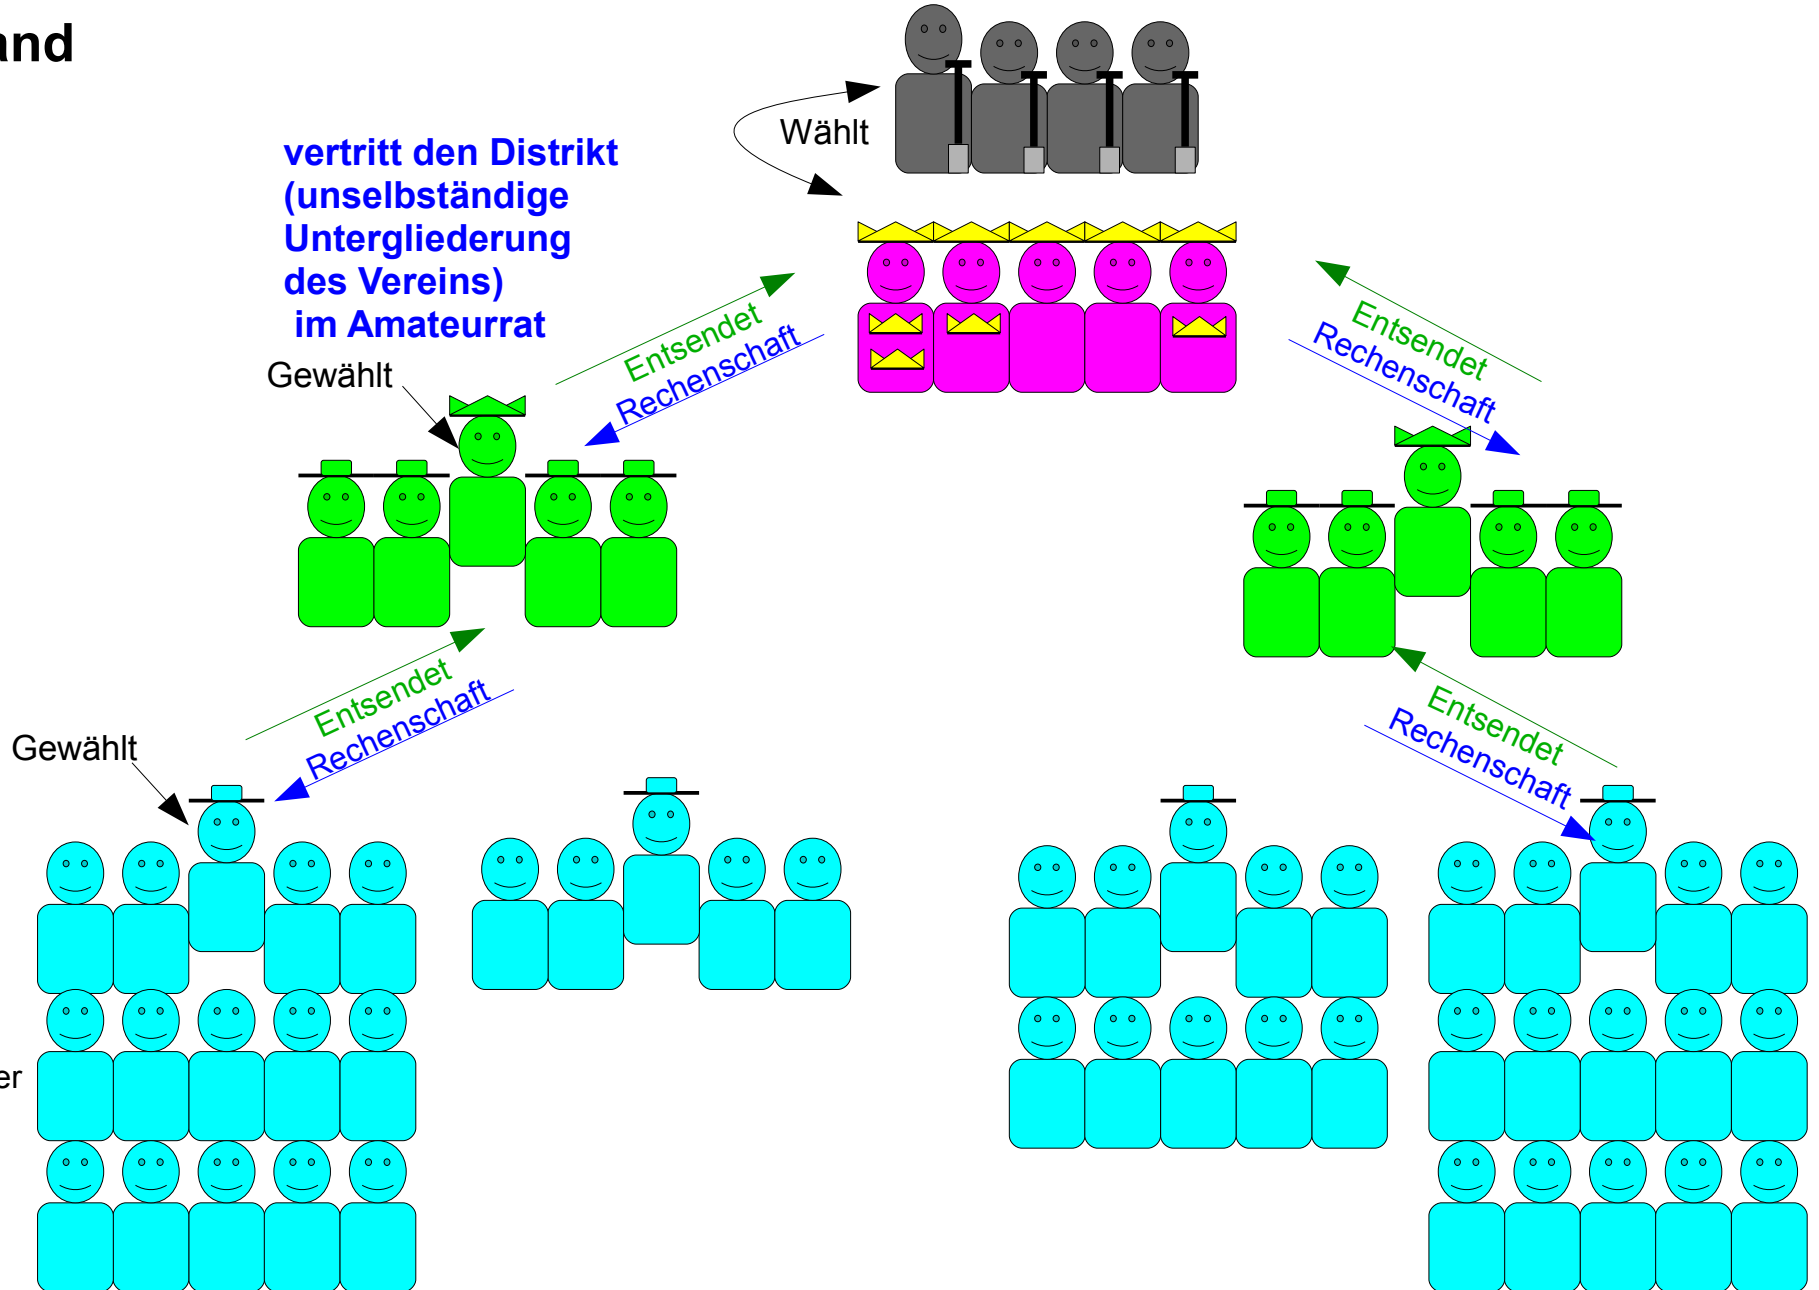 and
Wählt
vertritt den Distrikt
(unselbständige
Untergliederung
des Vereins)
im Amateurrat
Gewählt
Entsendet
Rechenschaft
Entsendet
Rechenschaft
Entsendet
Rechenschaft
Entsendet
Rechenschaft
Gewählt
er